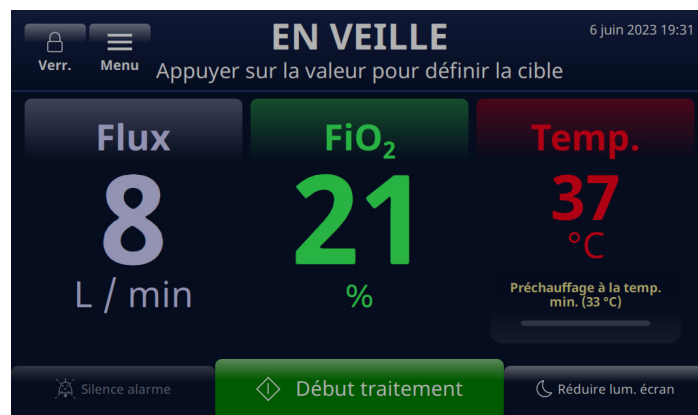 EN VEILLE
6 juin 2023 19:31
Verr.
Menu
Appuyer sur la valeur pour définir la cible
Flux
8
L / min
FiO₂
21
%
Temp.
37
°C
Préchauffage à la temp.
min. (33 °C)
Silence alarme
Début traitement
Réduire lum. écran